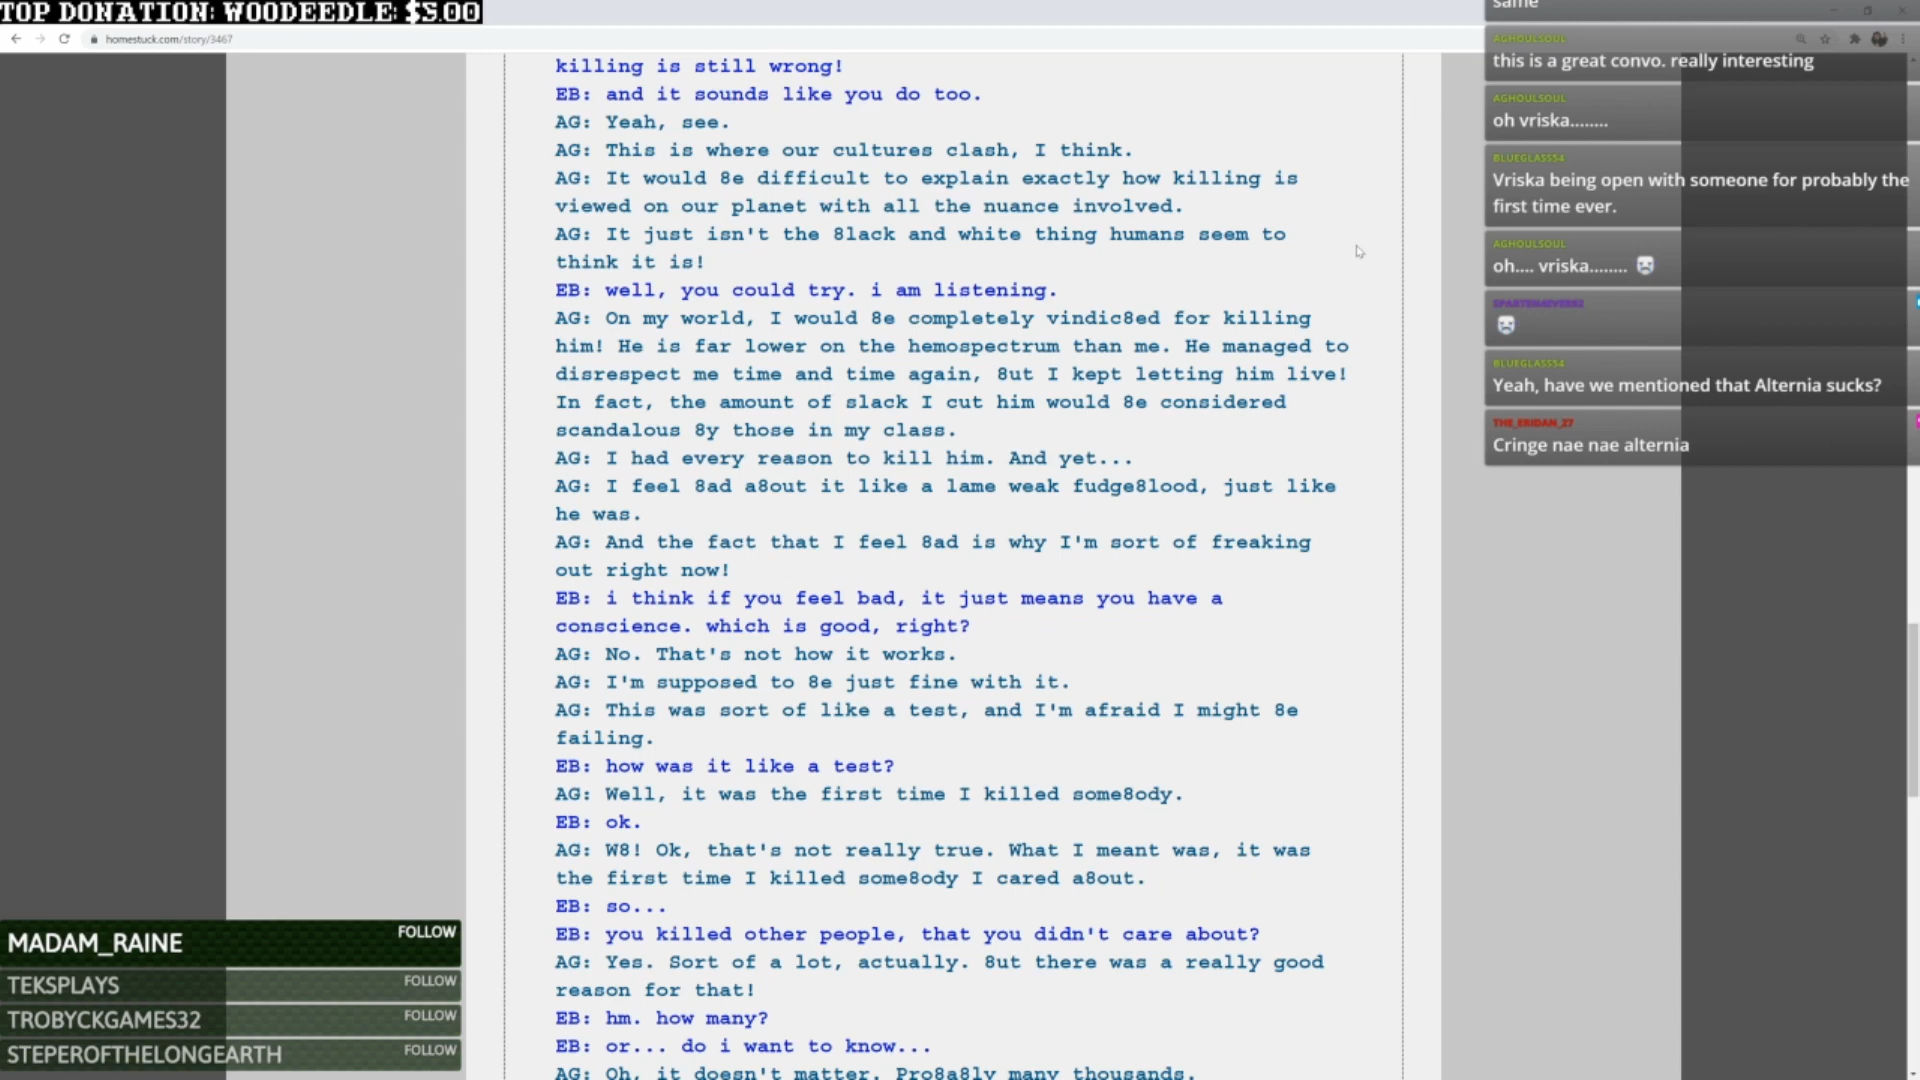 TOP DONATION: WOODEEDLE: $5.00
homestuck.com/story/3467
killing is still wrong!
EB: and it sounds like you do too.
AG: Yeah, see.
AG: This is where our cultures clash, I think.
AG: It would 8e difficult to explain exactly how killing is
viewed on our planet with all the nuance involved.
AG: It just isn't the 8lack and white thing humans seem to
think it is!
EB: well, you could try. i am listening.
AG: On my world, I would 8e completely vindic8ed for killing
him! He is far lower on the hemospectrum than me. He managed to
disrespect me time and time again, 8ut I kept letting him live!
In fact, the amount of slack I cut him would 8e considered
scandalous 8y those in my class.
AG: I had every reason to kill him. And yet...
AG: I feel 8ad a8out it like a lame weak fudge8lood, just like
he was.
AG: And the fact that I feel 8ad is why I'm sort of freaking
out right now!
EB: i think if you feel bad, it just means you have a
conscience. which is good, right?
AG: No. That's not how it works.
AG: I'm supposed to 8e just fine with it.
AG: This was sort of like a test, and I'm afraid I might 8e
failing.
EB: how was it like a test?
AG: Well, it was the first time I killed some8ody.
EB: ok.
AG: W8! Ok, that's not really true. What I meant was, it was
the first time I killed some8ody I cared a8out.
EB: so...
EB: you killed other people, that you didn't care about?
AG: Yes. Sort of a lot, actually. 8ut there was a really good
reason for that!
EB: hm. how many?
EB: or... do i want to know...
AG: Oh, it doesn't matter. Pro8a8ly many thousands.
same
AGHOULSOUL
this is a great convo. really interesting
AGHOULSOUL
oh vriska........
BLUEGLASS54
Vriska being open with someone for probably the
first time ever.
AGHOULSOUL
oh.... vriska........
BLUEGLASS54
Yeah, have we mentioned that Alternia sucks?
THE_ERIDAN_27
Cringe nae nae alternia
MADAM_RAINE FOLLOW
TEKSPLAYS FOLLOW
TROBYCKGAMES32 FOLLOW
STEPEROFTHELONGEARTH FOLLOW